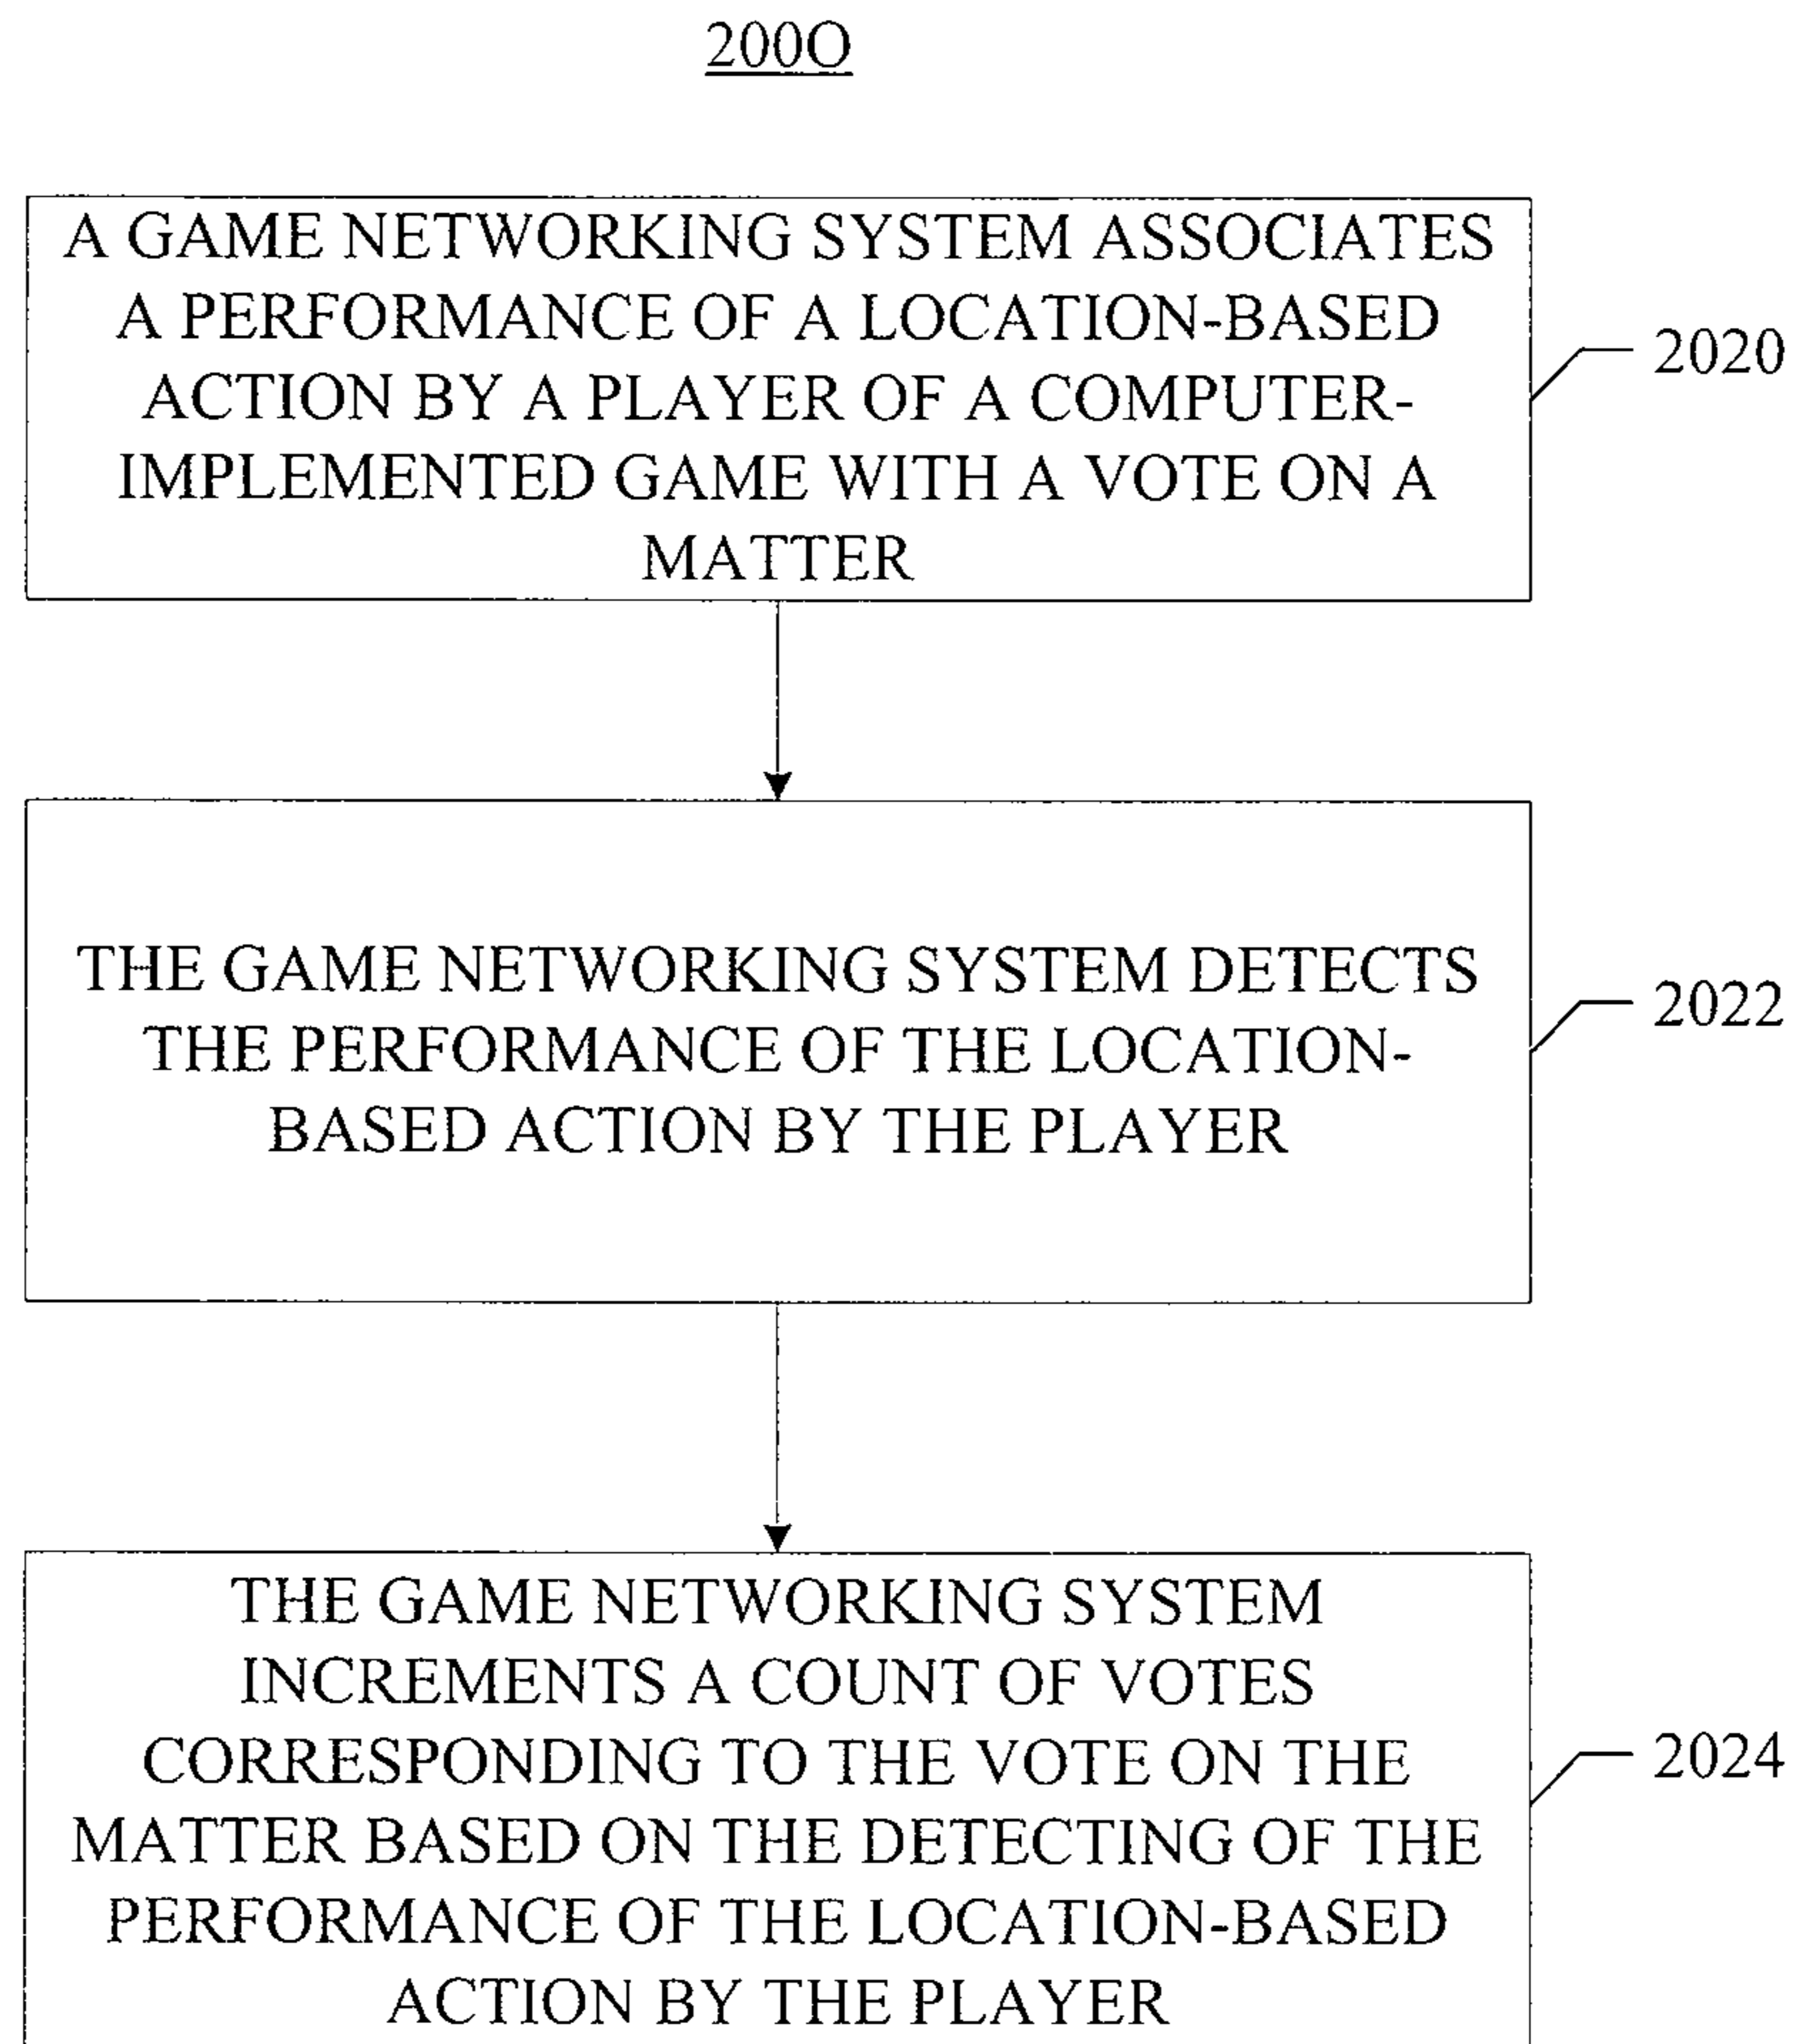 200O
A GAME NETWORKING SYSTEM ASSOCIATES
A PERFORMANCE OF A LOCATION-BASED
ACTION BY A PLAYER OF A COMPUTER-
IMPLEMENTED GAME WITH A VOTE ON A
MATTER
2020
THE GAME NETWORKING SYSTEM DETECTS
THE PERFORMANCE OF THE LOCATION-
BASED ACTION BY THE PLAYER
2022
THE GAME NETWORKING SYSTEM
INCREMENTS A COUNT OF VOTES
CORRESPONDING TO THE VOTE ON THE
MATTER BASED ON THE DETECTING OF THE
PERFORMANCE OF THE LOCATION-BASED
ACTION BY THE PLAYER
2024